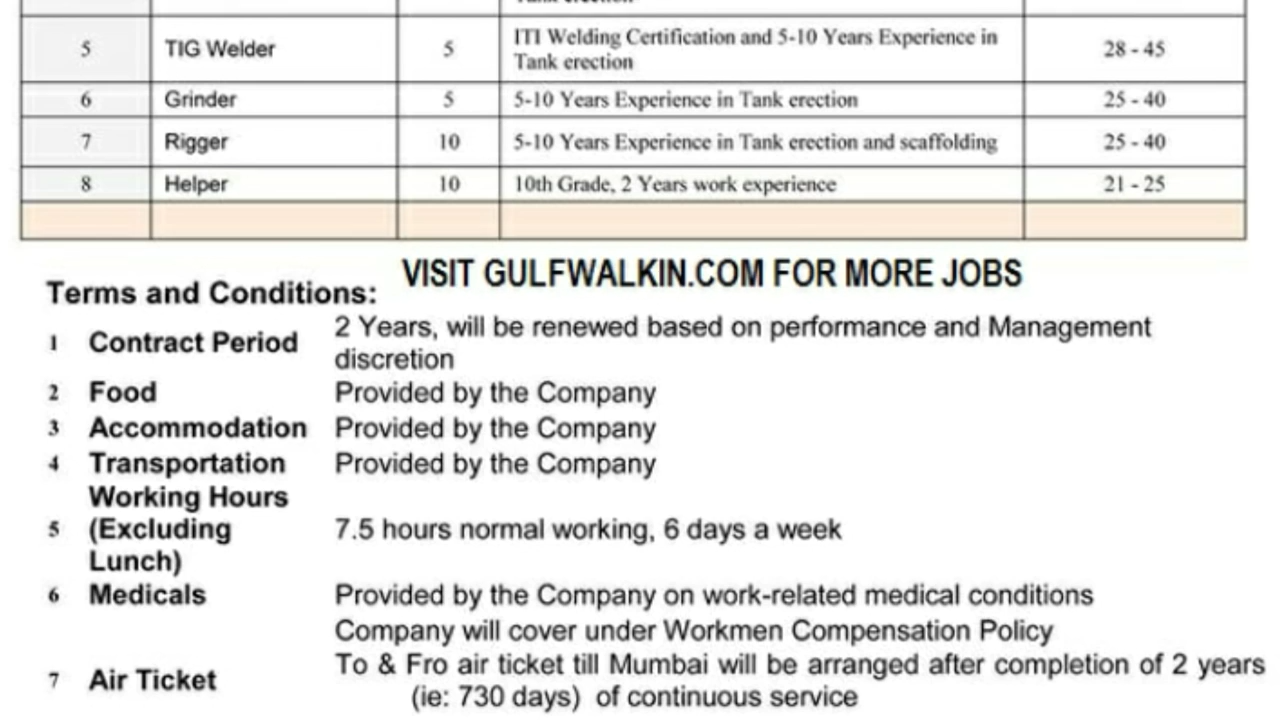 Tank erection
5 TIG Welder 5 ITI Welding Certification and 5-10 Years Experience in Tank erection 28 - 45
6 Grinder 5 5-10 Years Experience in Tank erection 25 - 40
7 Rigger 10 5-10 Years Experience in Tank erection and scaffolding 25 - 40
8 Helper 10 10th Grade, 2 Years work experience 21 - 25
VISIT GULFWALKIN.COM FOR MORE JOBS
Terms and Conditions:
1 Contract Period 2 Years, will be renewed based on performance and Management
discretion
2 Food Provided by the Company
3 Accommodation Provided by the Company
4 Transportation Provided by the Company
Working Hours
5 (Excluding 7.5 hours normal working, 6 days a week
Lunch)
6 Medicals Provided by the Company on work-related medical conditions
Company will cover under Workmen Compensation Policy
7 Air Ticket To & Fro air ticket till Mumbai will be arranged after completion of 2 years
(ie: 730 days) of continuous service